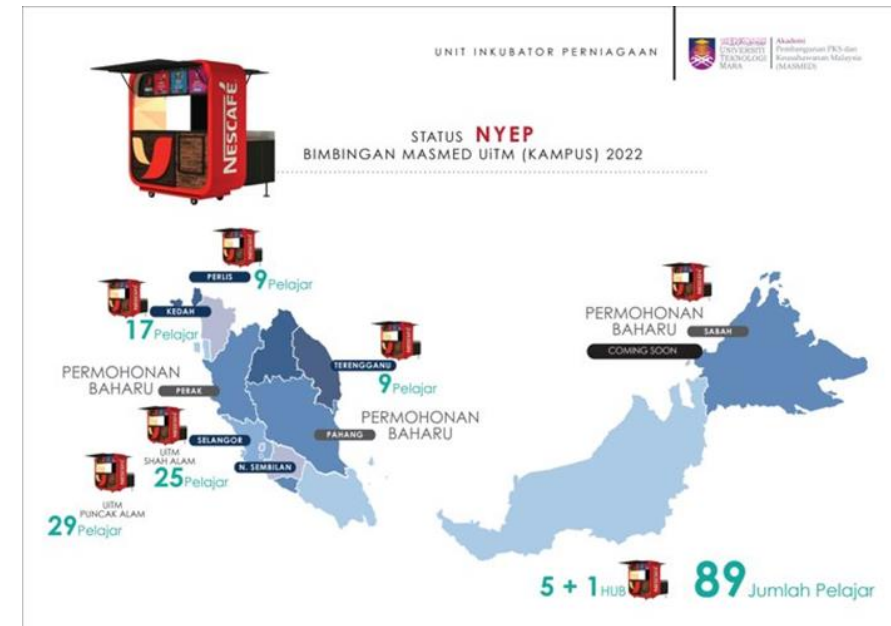 UNIT INKUBATOR PERNIAGAAN
UNIVERSITI
TEKNOLOGI
MARA
Akademi
Pembangunan PKS dan
Keusahawanan Malaysia
(MASMED)
NESCAFÉ
STATUS NYEP
BIMBINGAN MASMED UiTM (KAMPUS) 2022
PERLIS
9 Pelajar
KEDAH
17 Pelajar
TERENGGANU
9 Pelajar
PERMOHONAN
BAHARU
PERAK
PERMOHONAN
BAHARU
PAHANG
SELANGOR
UiTM
SHAH ALAM
25 Pelajar
N. SEMBILAN
UiTM
PUNCAK ALAM
29 Pelajar
PERMOHONAN
BAHARU
SABAH
COMING SOON
5 + 1 HUB
89 Jumlah Pelajar